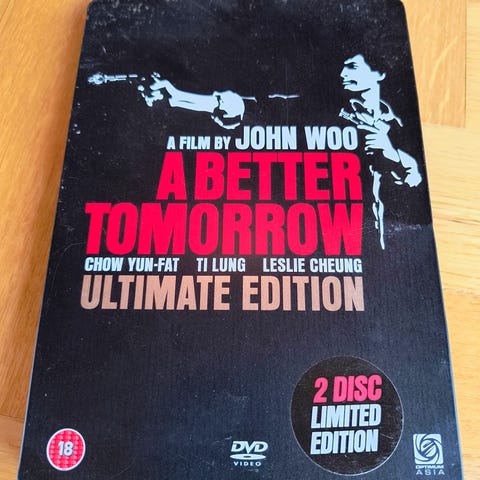 A FILM BY JOHN WOO
A BETTER
TOMORROW
CHOW YUN-FAT TI LUNG LESLIE CHEUNG
ULTIMATE EDITION
2 DISC
LIMITED
EDITION
18
DVD
VIDEO
OPTIMUM
ASIA